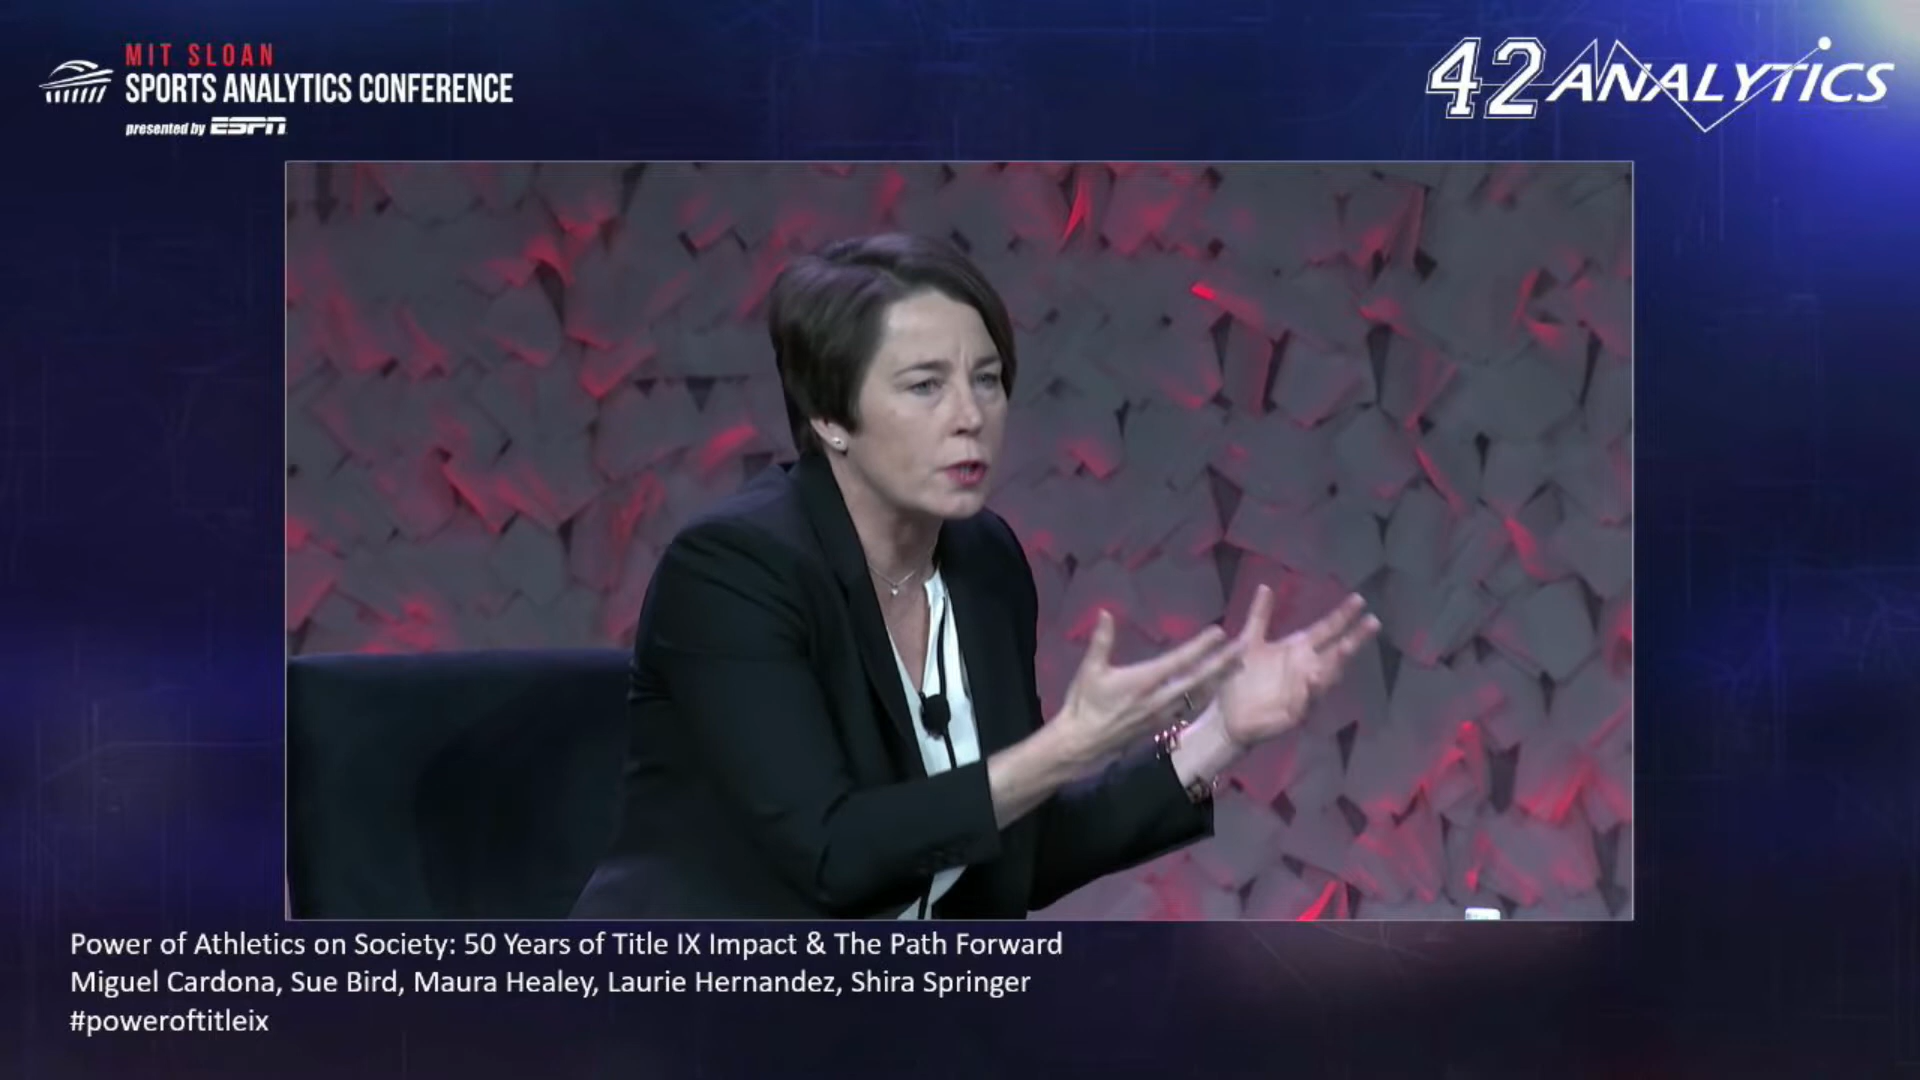 MIT SLOAN
SPORTS ANALYTICS CONFERENCE
presented by ESPN
42 ANALYTICS
Power of Athletics on Society: 50 Years of Title IX Impact & The Path Forward
Miguel Cardona, Sue Bird, Maura Healey, Laurie Hernandez, Shira Springer
#poweroftitleix